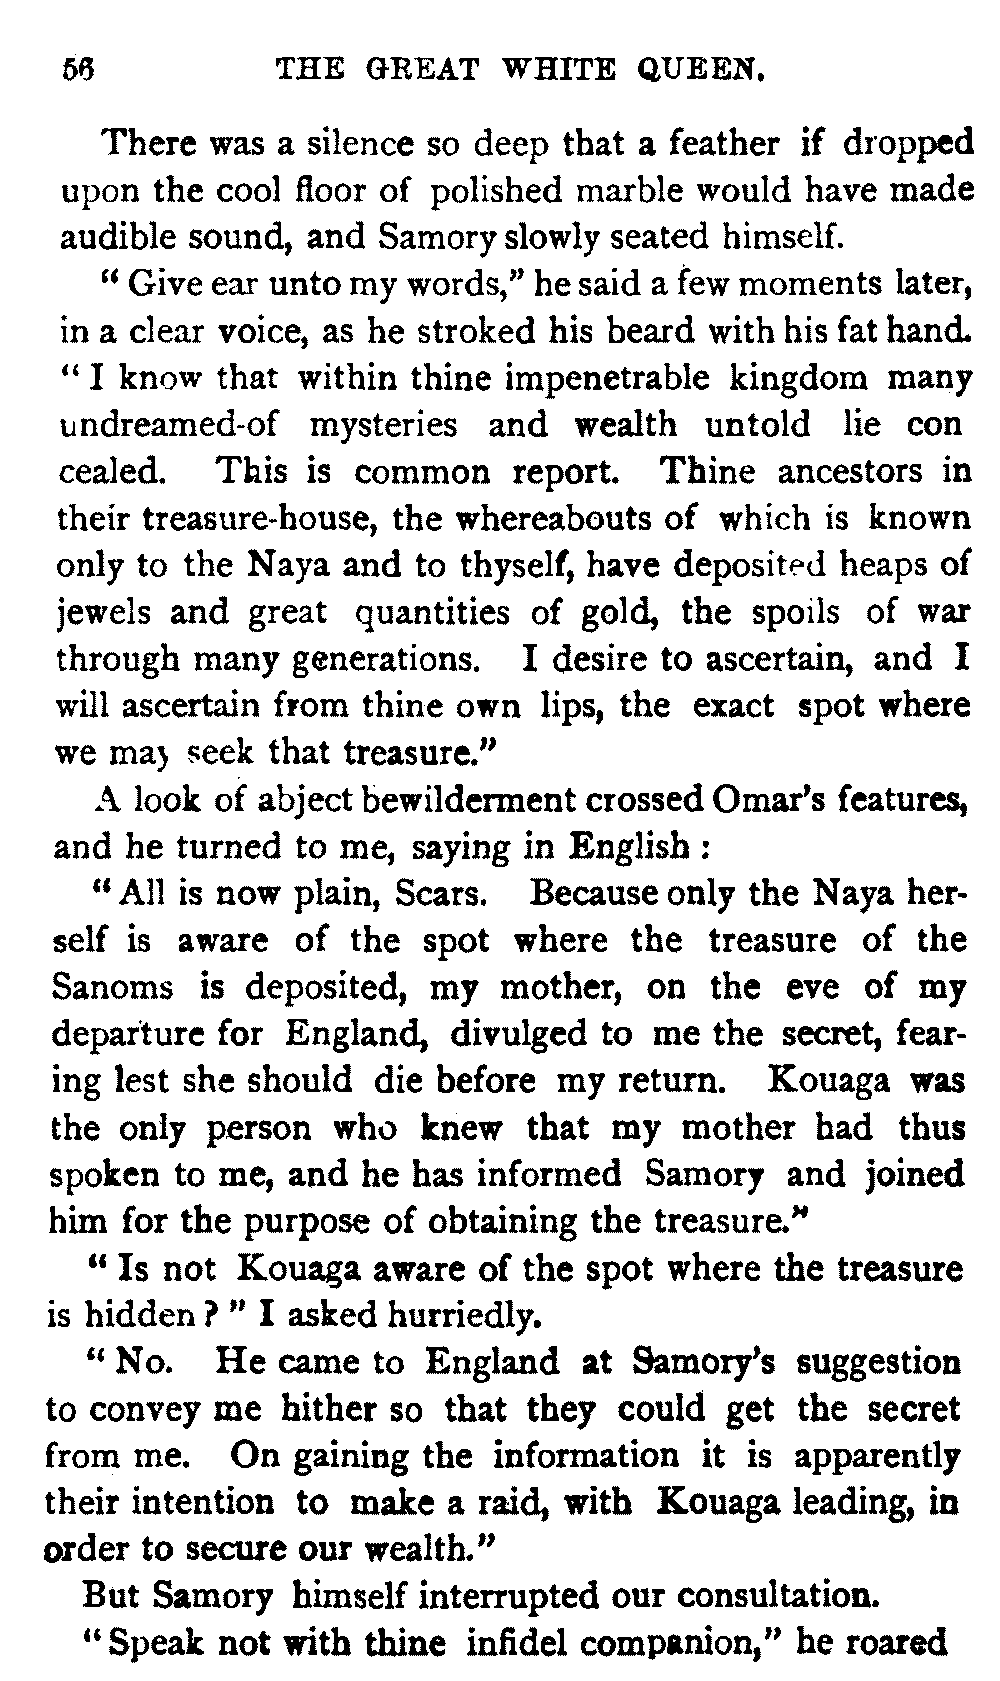 56 THE GREAT WHITE QUEEN.
There was a silence so deep that a feather if dropped
upon the cool floor of polished marble would have made
audible sound, and Samory slowly seated himself.
“ Give ear unto my words,” he said a few moments later,
in a clear voice, as he stroked his beard with his fat hand.
“ I know that within thine impenetrable kingdom many
undreamed-of mysteries and wealth untold lie con
cealed. This is common report. Thine ancestors in
their treasure-house, the whereabouts of which is known
only to the Naya and to thyself, have deposited heaps of
jewels and great quantities of gold, the spoils of war
through many generations. I desire to ascertain, and I
will ascertain from thine own lips, the exact spot where
we may seek that treasure.”
A look of abject bewilderment crossed Omar’s features,
and he turned to me, saying in English :
“ All is now plain, Scars. Because only the Naya her-
self is aware of the spot where the treasure of the
Sanoms is deposited, my mother, on the eve of my
departure for England, divulged to me the secret, fear-
ing lest she should die before my return. Kouaga was
the only person who knew that my mother had thus
spoken to me, and he has informed Samory and joined
him for the purpose of obtaining the treasure.”
“ Is not Kouaga aware of the spot where the treasure
is hidden ? ” I asked hurriedly.
“ No. He came to England at Samory’s suggestion
to convey me hither so that they could get the secret
from me. On gaining the information it is apparently
their intention to make a raid, with Kouaga leading, in
order to secure our wealth.”
But Samory himself interrupted our consultation.
“ Speak not with thine infidel companion,” he roared